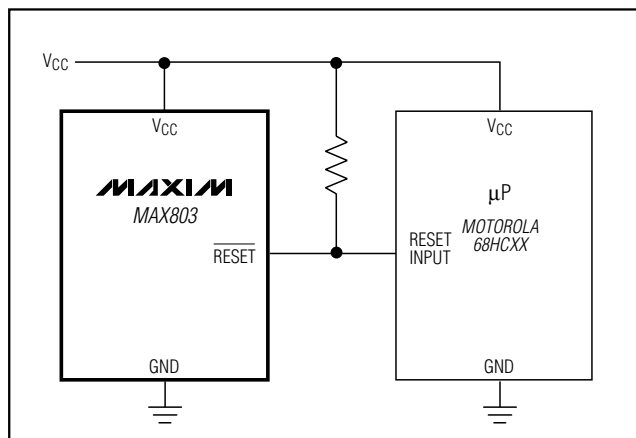 VCC
VCC
MAXIM
MAX803
RESET
GND
VCC
µP
MOTOROLA
68HCXX
RESET
INPUT
GND